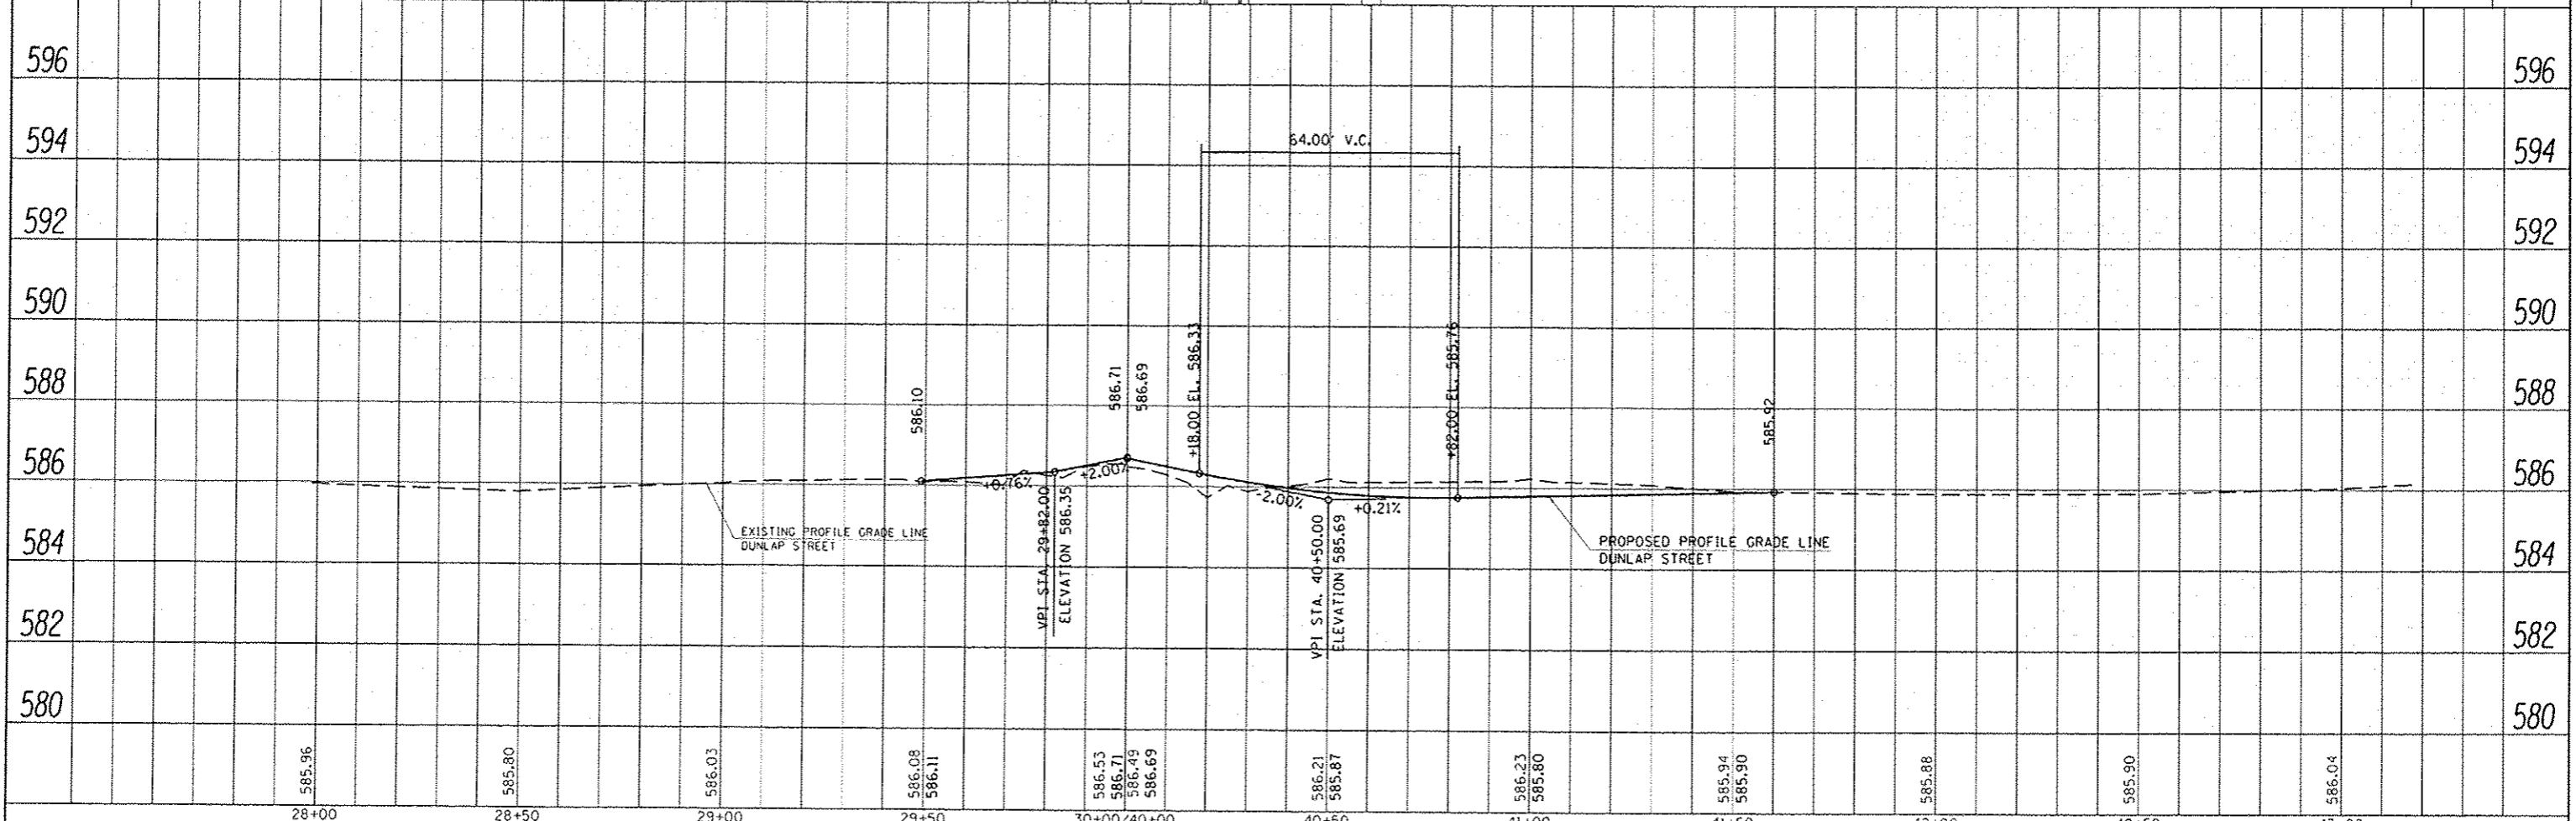 596 596
64.00' V.C.
594 594
592 592
590 590
+18.00 EL. 586.33
+82.00 EL. 585.76
588 588
586.10
586.71
586.69
585.92
586 586
+0.76%
+2.00%
-2.00%
+0.21%
EXISTING PROFILE GRADE LINE
DUNLAP STREET
VPI STA. 29+82.00
ELEVATION 586.35
VPI STA. 40+50.00
ELEVATION 585.69
PROPOSED PROFILE GRADE LINE
DUNLAP STREET
584 584
582 582
580 580
585.96
585.80
586.03
586.08
586.11
586.53
586.71
586.49
586.69
586.21
585.87
586.23
585.80
585.94
585.90
585.88
585.90
586.04
28+00 28+50 29+00 29+50 30+00/40+00